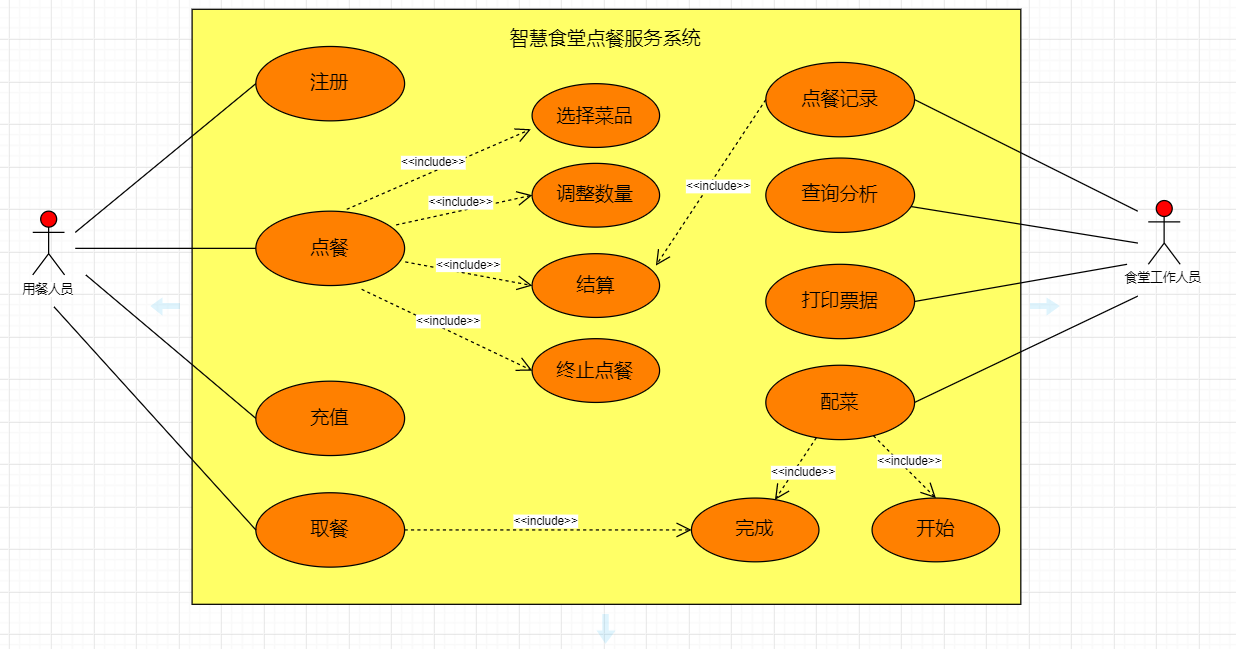 智慧食堂点餐服务系统
注册
选择菜品
点餐记录
<<include>>
<<include>>
调整数量
查询分析
<<include>>
点餐
用餐人员
<<include>>
结算
食堂工作人员
打印票据
<<include>>
终止点餐
充值
配菜
<<include>>
<<include>>
取餐
<<include>>
完成
开始